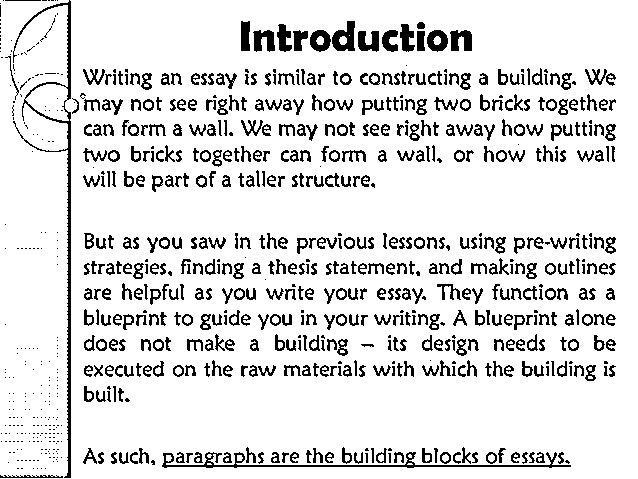 Introduction
Writing an essay is similar to constructing a building. We
may not see right away how putting two bricks together
can form a wall. We may not see right away how putting
two bricks together can form a wall, or how this wall
will be part of a taller structure.
But as you saw in the previous lessons, using pre-writing
strategies, finding a thesis statement, and making outlines
are helpful as you write your essay. They function as a
blueprint to guide you in your writing. A blueprint alone
does not make a building – its design needs to be
executed on the raw materials with which the building is
built.
As such, paragraphs are the building blocks of essays.